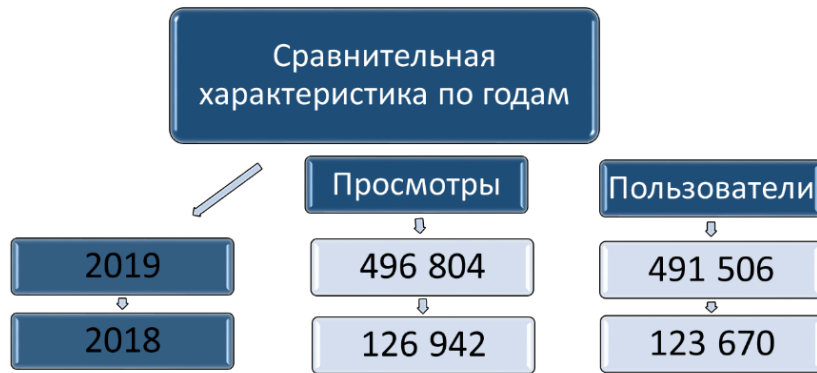 Сравнительная
характеристика по годам
Просмотры
Пользователи
2019
496 804
491 506
2018
126 942
123 670